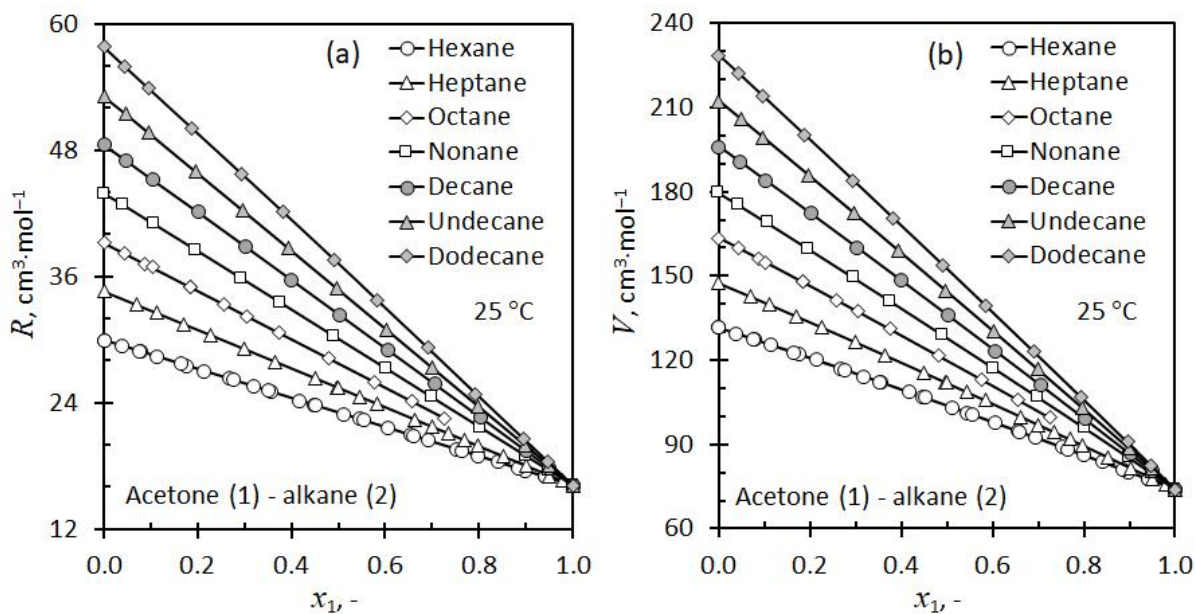 60
48
36
24
12
R, cm³·mol⁻¹
(a)
Hexane
Heptane
Octane
Nonane
Decane
Undecane
Dodecane
25 °C
Acetone (1) - alkane (2)
0.0 0.2 0.4 0.6 0.8 1.0
x₁, -
240
210
180
150
120
90
60
V, cm³·mol⁻¹
(b)
Hexane
Heptane
Octane
Nonane
Decane
Undecane
Dodecane
25 °C
Acetone (1) - alkane (2)
0.0 0.2 0.4 0.6 0.8 1.0
x₁, -